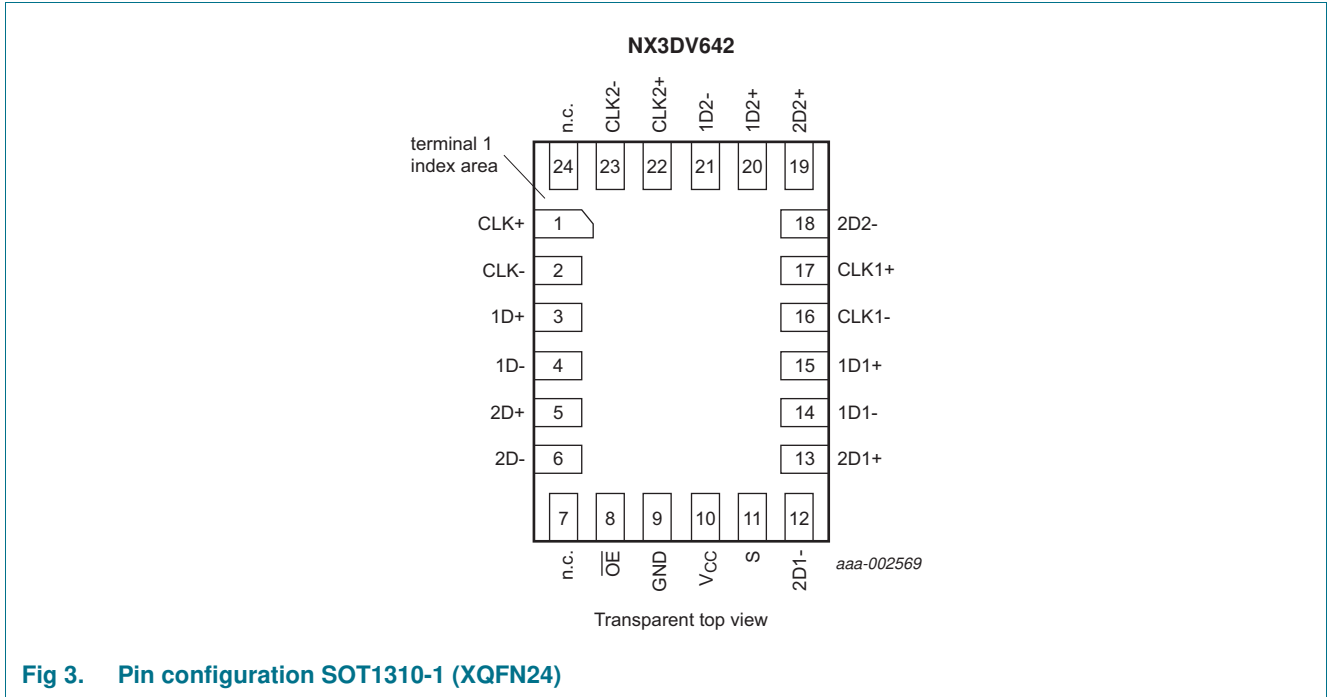 NX3DV642
n.c.
CLK2-
CLK2+
1D2-
1D2+
2D2+
terminal 1
index area
24 23 22 21 20 19
CLK+ 1 18 2D2-
CLK- 2 17 CLK1+
1D+ 3 16 CLK1-
1D- 4 15 1D1+
2D+ 5 14 1D1-
2D- 6 13 2D1+
7 8 9 10 11 12
n.c.
OE
GND
VCC
S
2D1-
aaa-002569
Transparent top view
Fig 3. Pin configuration SOT1310-1 (XQFN24)